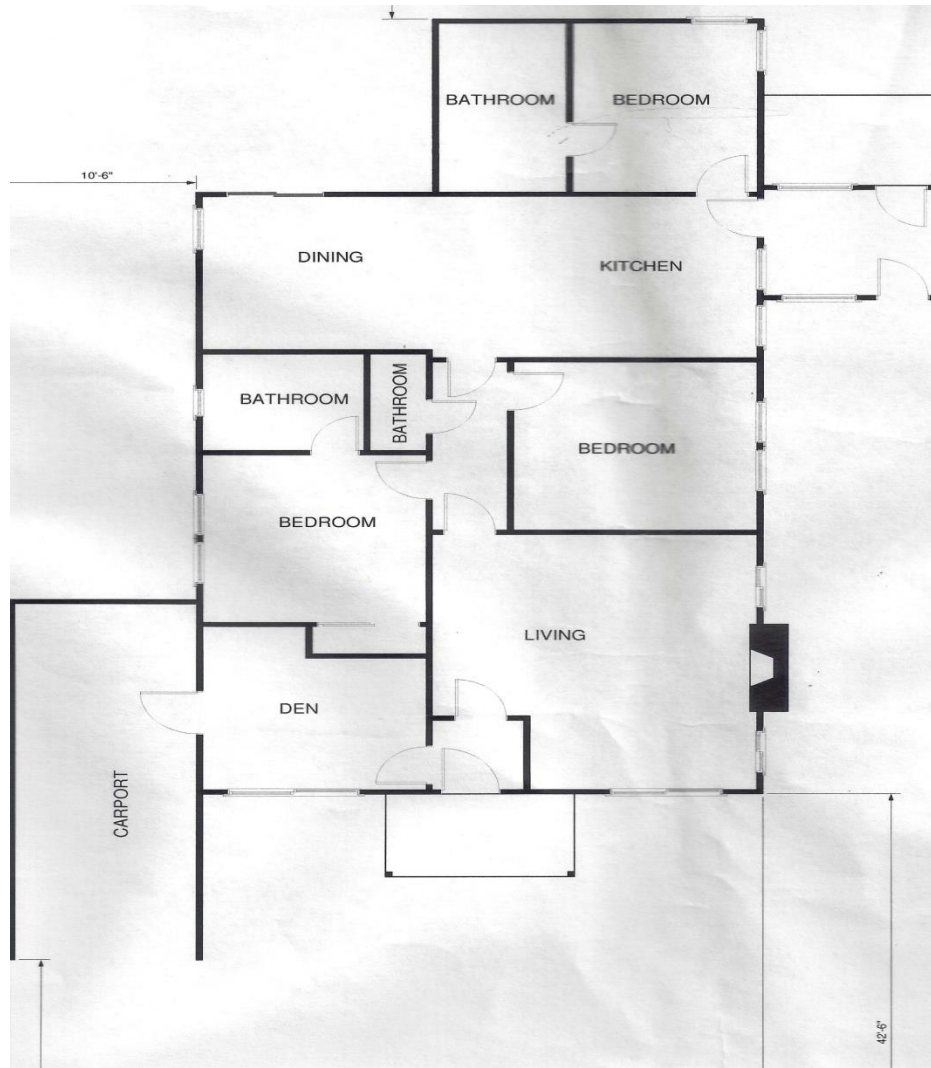 BATHROOM
BEDROOM
10'-6"
DINING
KITCHEN
BATHROOM
BATHROOM
BEDROOM
BEDROOM
LIVING
DEN
CARPORT
42'-6"